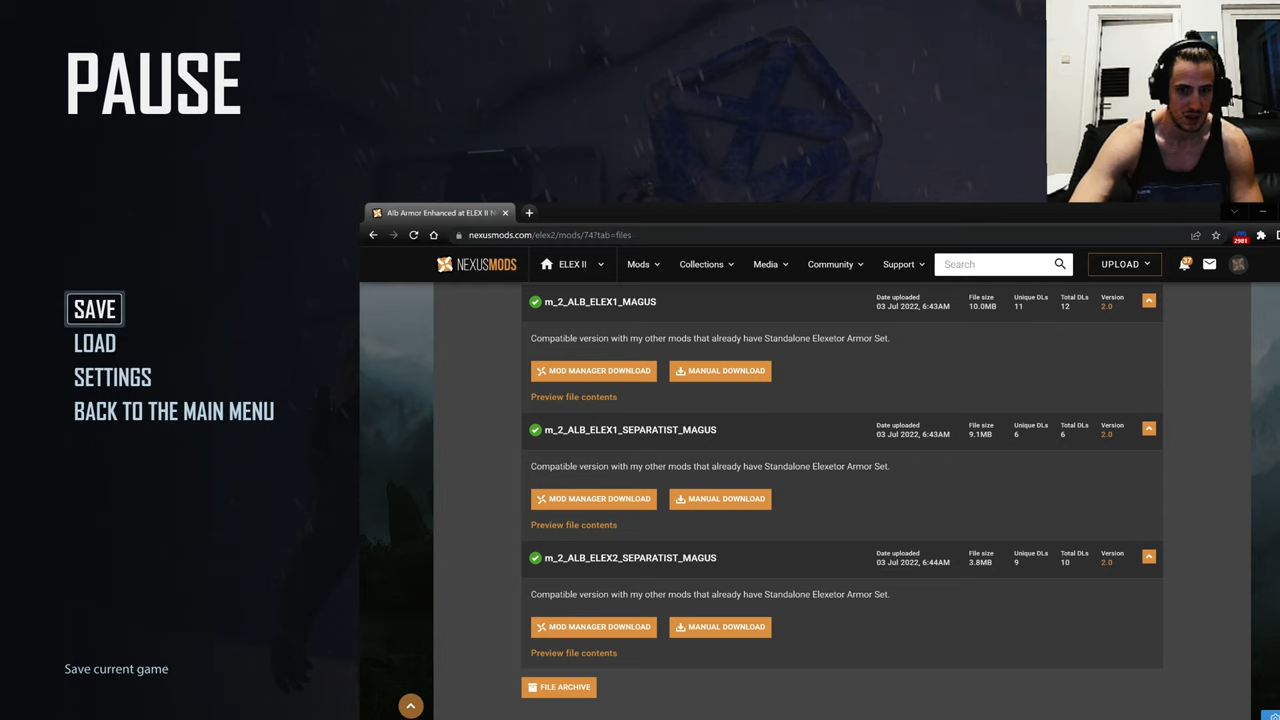 PAUSE
SAVE
LOAD
SETTINGS
BACK TO THE MAIN MENU
Save current game
Alb Armor Enhanced at ELEX II N
nexusmods.com/elex2/mods/74?tab=files
2981
NEXUSMODS
ELEX II
Mods
Collections
Media
Community
Support
Search
UPLOAD
37
m_2_ALB_ELEX1_MAGUS
Date uploaded
03 Jul 2022, 6:43AM
File size
10.0MB
Unique DLs
11
Total DLs
12
Version
2.0
Compatible version with my other mods that already have Standalone Elexetor Armor Set.
MOD MANAGER DOWNLOAD
MANUAL DOWNLOAD
Preview file contents
m_2_ALB_ELEX1_SEPARATIST_MAGUS
Date uploaded
03 Jul 2022, 6:43AM
File size
9.1MB
Unique DLs
6
Total DLs
6
Version
2.0
Compatible version with my other mods that already have Standalone Elexetor Armor Set.
MOD MANAGER DOWNLOAD
MANUAL DOWNLOAD
Preview file contents
m_2_ALB_ELEX2_SEPARATIST_MAGUS
Date uploaded
03 Jul 2022, 6:44AM
File size
3.8MB
Unique DLs
9
Total DLs
10
Version
2.0
Compatible version with my other mods that already have Standalone Elexetor Armor Set.
MOD MANAGER DOWNLOAD
MANUAL DOWNLOAD
Preview file contents
FILE ARCHIVE